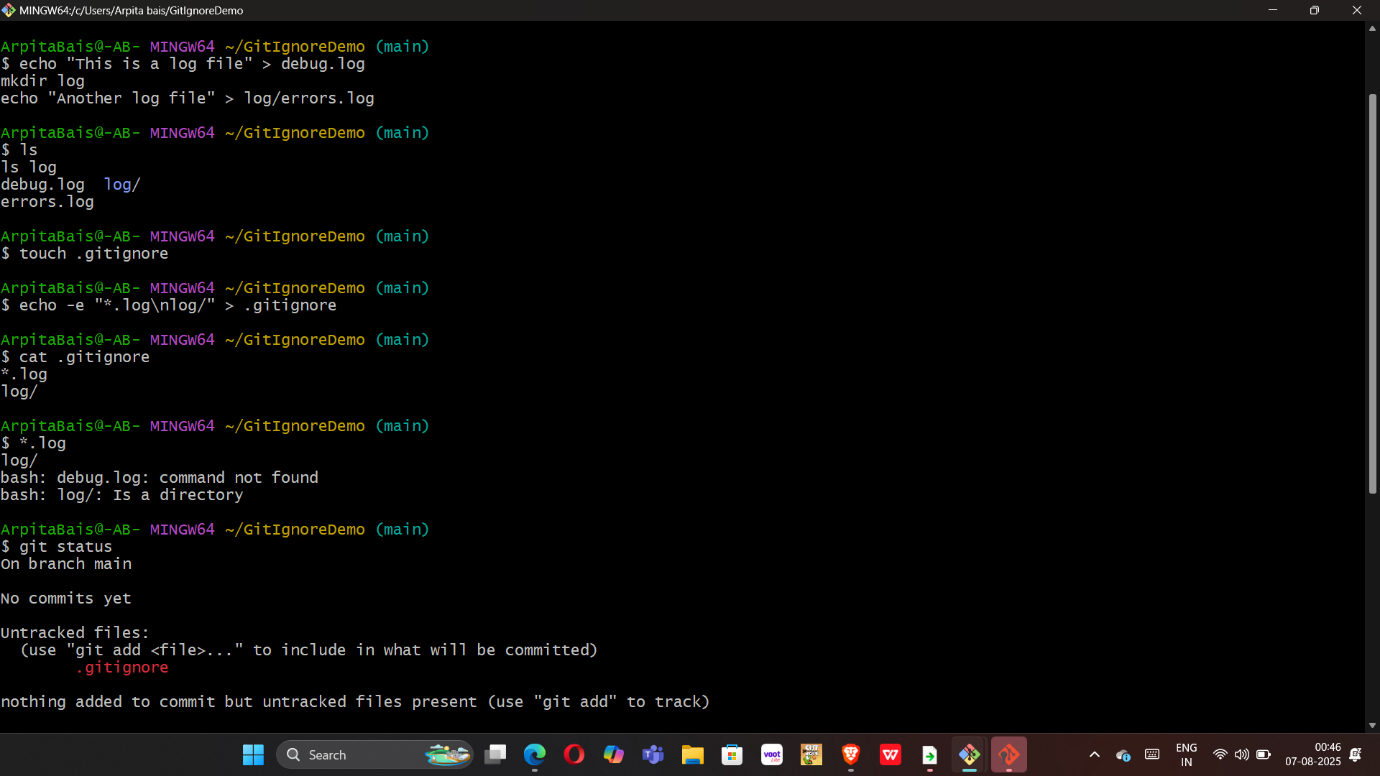 MINGW64:/c/Users/Arpita bais/GitIgnoreDemo
ArpitaBais@-AB- MINGW64 ~/GitIgnoreDemo (main)
$ echo "This is a log file" > debug.log
mkdir log
echo "Another log file" > log/errors.log
ArpitaBais@-AB- MINGW64 ~/GitIgnoreDemo (main)
$ ls
ls log
debug.log  log/
errors.log
ArpitaBais@-AB- MINGW64 ~/GitIgnoreDemo (main)
$ touch .gitignore
ArpitaBais@-AB- MINGW64 ~/GitIgnoreDemo (main)
$ echo -e "*.log\nlog/" > .gitignore
ArpitaBais@-AB- MINGW64 ~/GitIgnoreDemo (main)
$ cat .gitignore
*.log
log/
ArpitaBais@-AB- MINGW64 ~/GitIgnoreDemo (main)
$ *.log
log/
bash: debug.log: command not found
bash: log/: Is a directory
ArpitaBais@-AB- MINGW64 ~/GitIgnoreDemo (main)
$ git status
On branch main
No commits yet
Untracked files:
  (use "git add <file>..." to include in what will be committed)
        .gitignore
nothing added to commit but untracked files present (use "git add" to track)
Search
voot
ENG
IN
00:46
07-08-2025